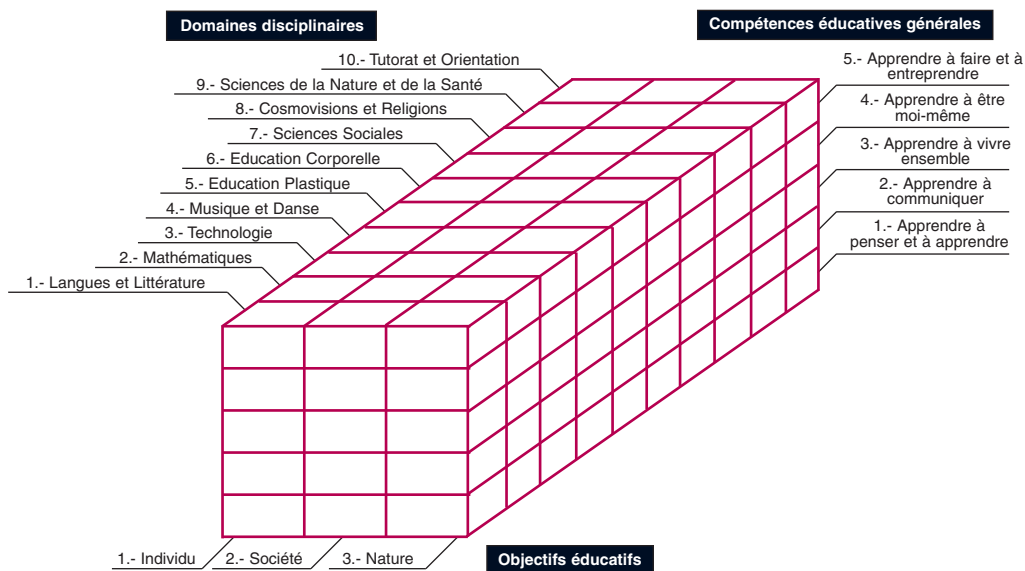 Domaines disciplinaires
Compétences éducatives générales
10.- Tutorat et Orientation
9.- Sciences de la Nature et de la Santé
8.- Cosmovisions et Religions
7.- Sciences Sociales
6.- Education Corporelle
5.- Education Plastique
4.- Musique et Danse
3.- Technologie
2.- Mathématiques
1.- Langues et Littérature
5.- Apprendre à faire et à
entreprendre
4.- Apprendre à être
moi-même
3.- Apprendre à vivre
ensemble
2.- Apprendre à
communiquer
1.- Apprendre à
penser et à apprendre
1.- Individu
2.- Société
3.- Nature
Objectifs éducatifs